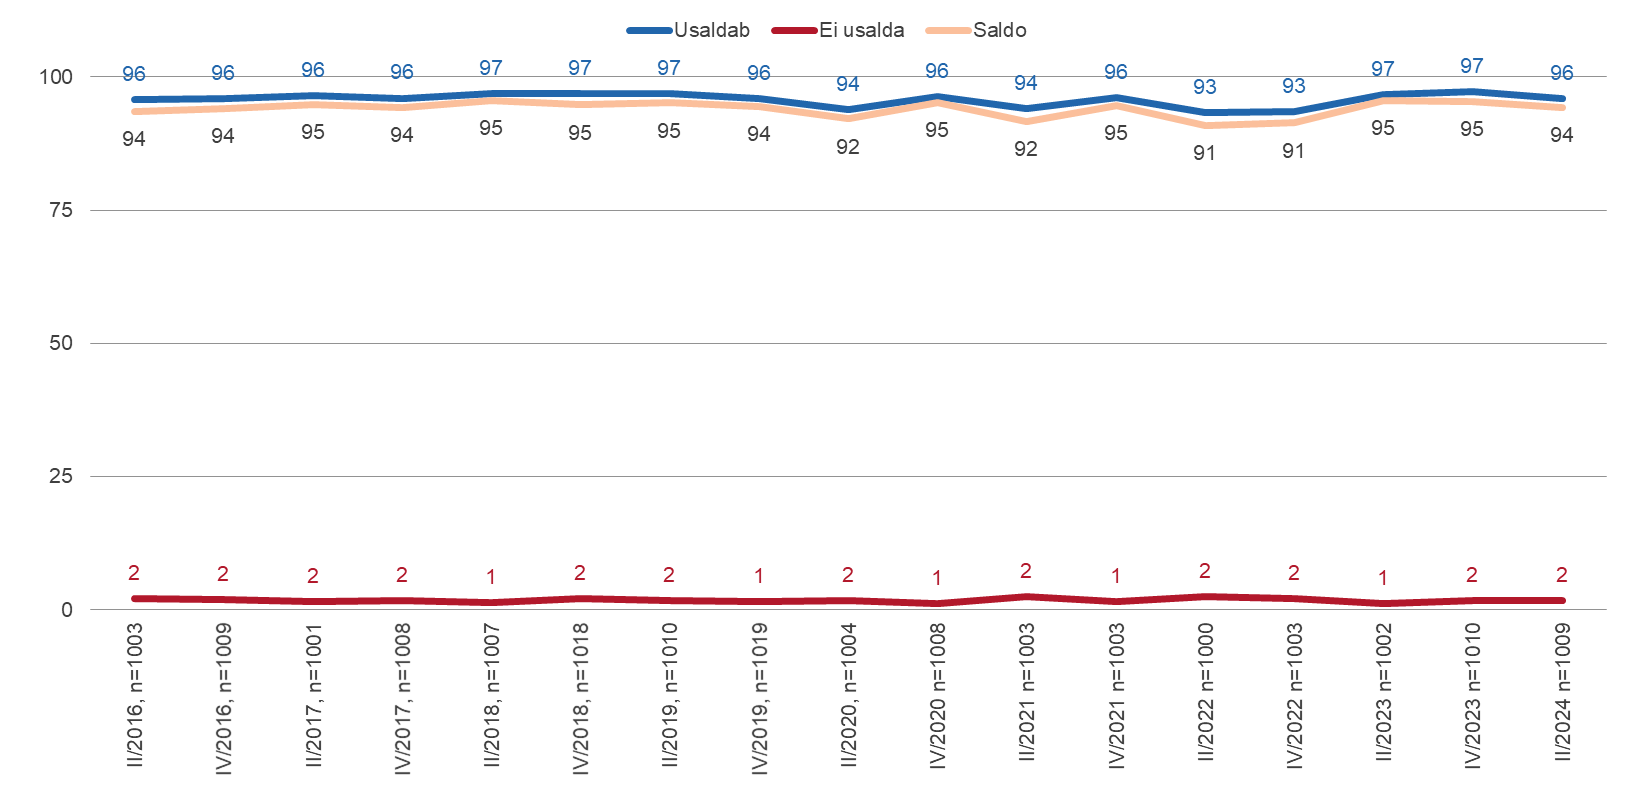 Usaldab Ei usalda Saldo
100
96 96 96 96 97 97 97 96 94 96 94 96 93 93 97 97 96
94 94 95 94 95 95 95 94 92 95 92 95 91 91 95 95 94
75
50
25
2 2 2 2 1 2 2 1 2 1 2 1 2 2 1 2 2
0
II/2016, n=1003
IV/2016, n=1009
II/2017, n=1001
IV/2017, n=1008
II/2018, n=1007
IV/2018, n=1018
II/2019, n=1010
IV/2019, n=1019
II/2020, n=1004
IV/2020 n=1008
II/2021 n=1003
IV/2021 n=1003
II/2022 n=1000
IV/2022 n=1003
II/2023 n=1002
IV/2023 n=1010
II/2024 n=1009